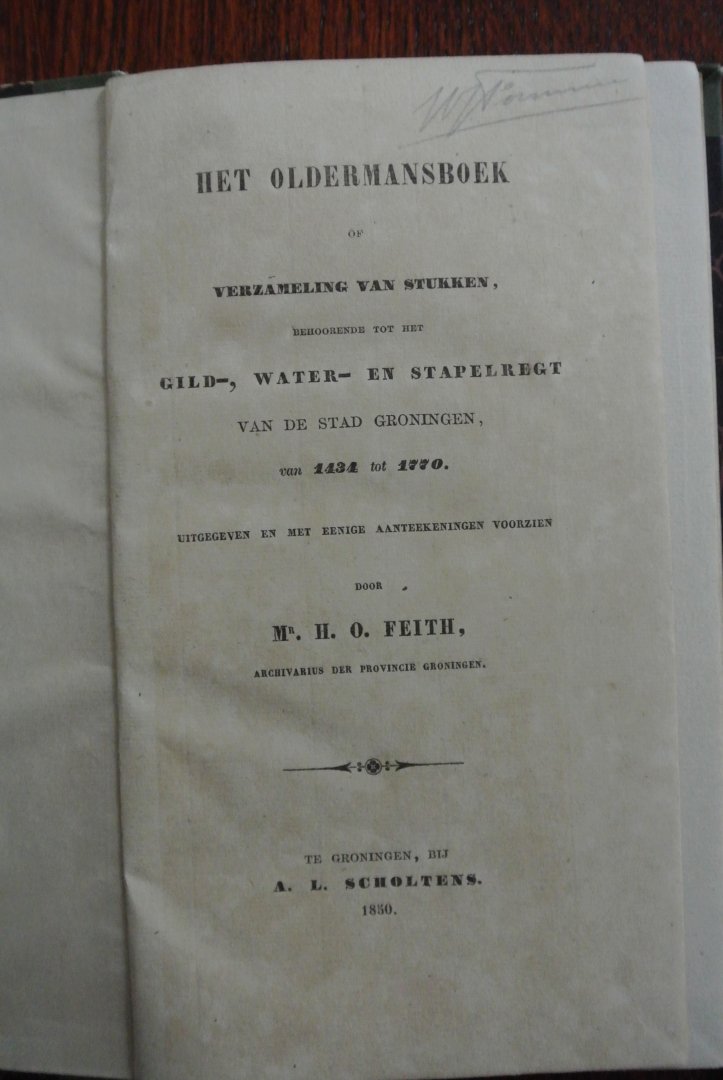 HET OLDERMANSBOEK
OF
VERZAMELING VAN STUKKEN,
BEHOORENDE TOT HET
GILD-, WATER- EN STAPELREGT
VAN DE STAD GRONINGEN,
van 1434 tot 1770.
UITGEGEVEN EN MET EENIGE AANTEEKENINGEN VOORZIEN
DOOR
Mr. H. O. FEITH,
ARCHIVARIUS DER PROVINCIE GRONINGEN.
TE GRONINGEN, BIJ
A. L. SCHOLTENS.
1850.